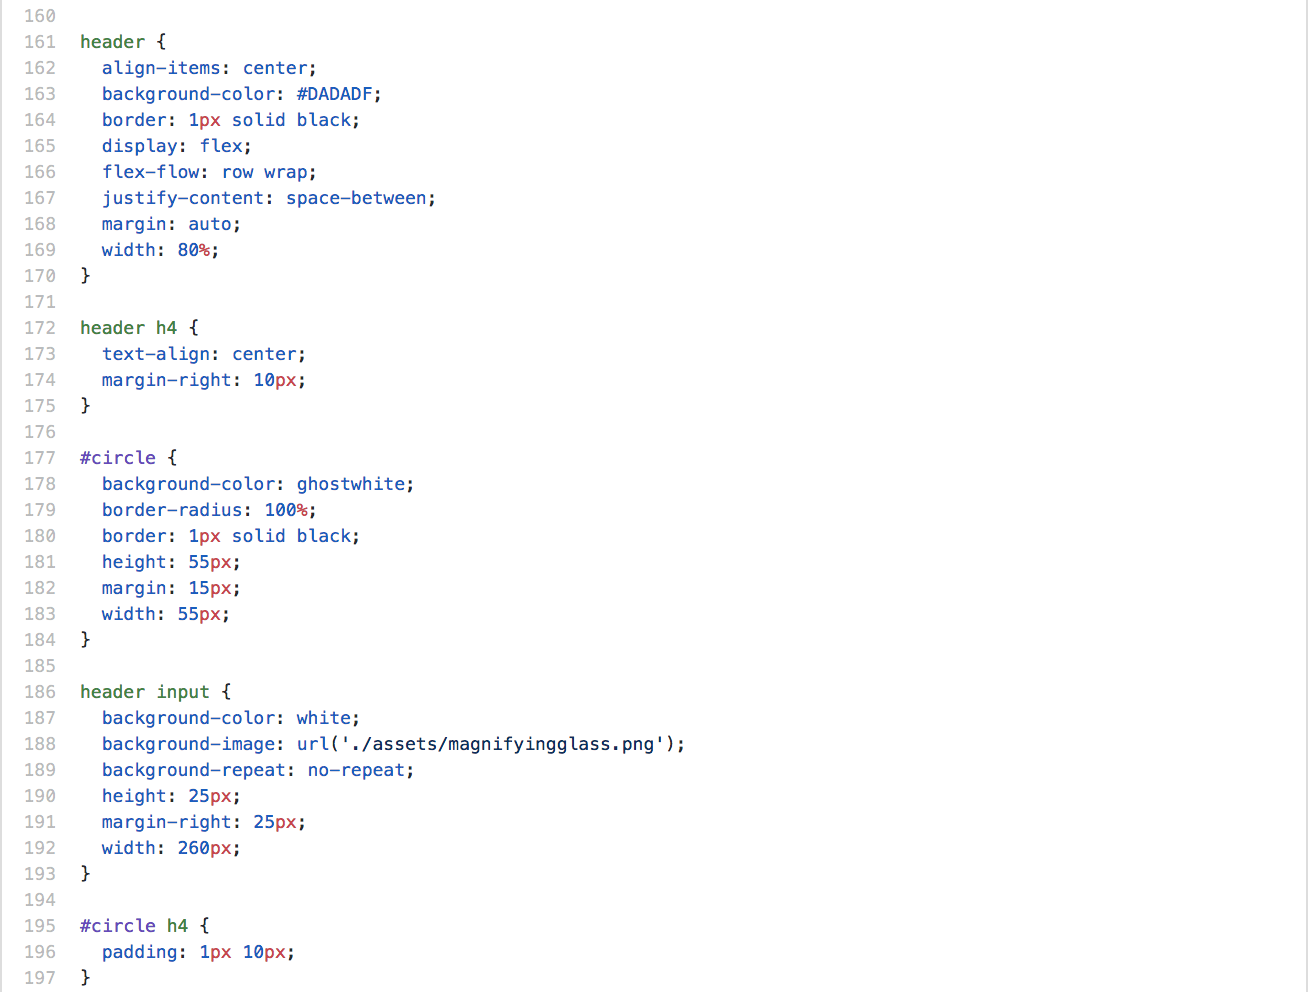 160
161 header {
162   align-items: center;
163   background-color: #DADADF;
164   border: 1px solid black;
165   display: flex;
166   flex-flow: row wrap;
167   justify-content: space-between;
168   margin: auto;
169   width: 80%;
170 }
171
172 header h4 {
173   text-align: center;
174   margin-right: 10px;
175 }
176
177 #circle {
178   background-color: ghostwhite;
179   border-radius: 100%;
180   border: 1px solid black;
181   height: 55px;
182   margin: 15px;
183   width: 55px;
184 }
185
186 header input {
187   background-color: white;
188   background-image: url('./assets/magnifyingglass.png');
189   background-repeat: no-repeat;
190   height: 25px;
191   margin-right: 25px;
192   width: 260px;
193 }
194
195 #circle h4 {
196   padding: 1px 10px;
197 }